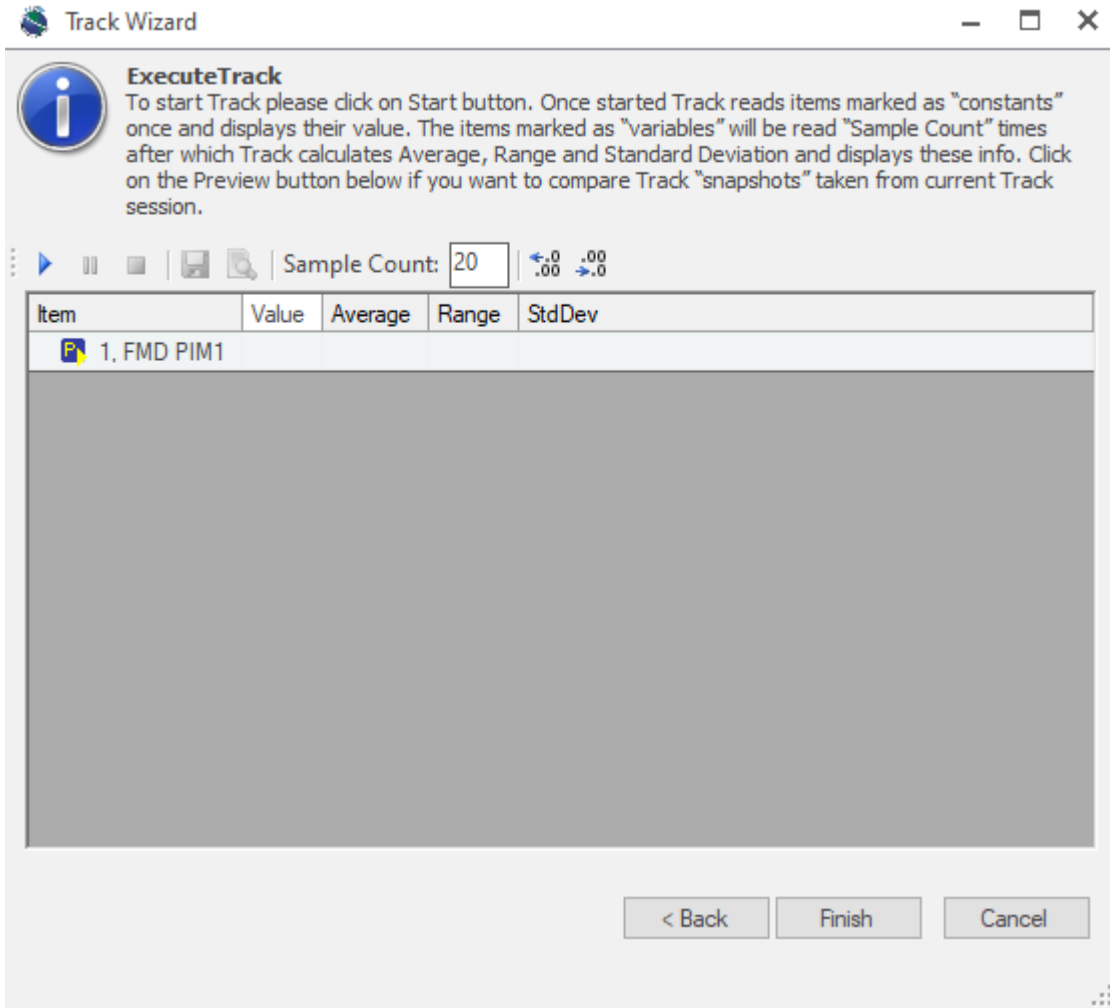 Track Wizard
ExecuteTrack
To start Track please click on Start button. Once started Track reads items marked as "constants"
once and displays their value. The items marked as "variables" will be read "Sample Count" times
after which Track calculates Average, Range and Standard Deviation and displays these info. Click
on the Preview button below if you want to compare Track "snapshots" taken from current Track
session.
Sample Count: 20 .0 .00 .00 .0
Item Value Average Range StdDev
P 1, FMD PIM1
< Back Finish Cancel